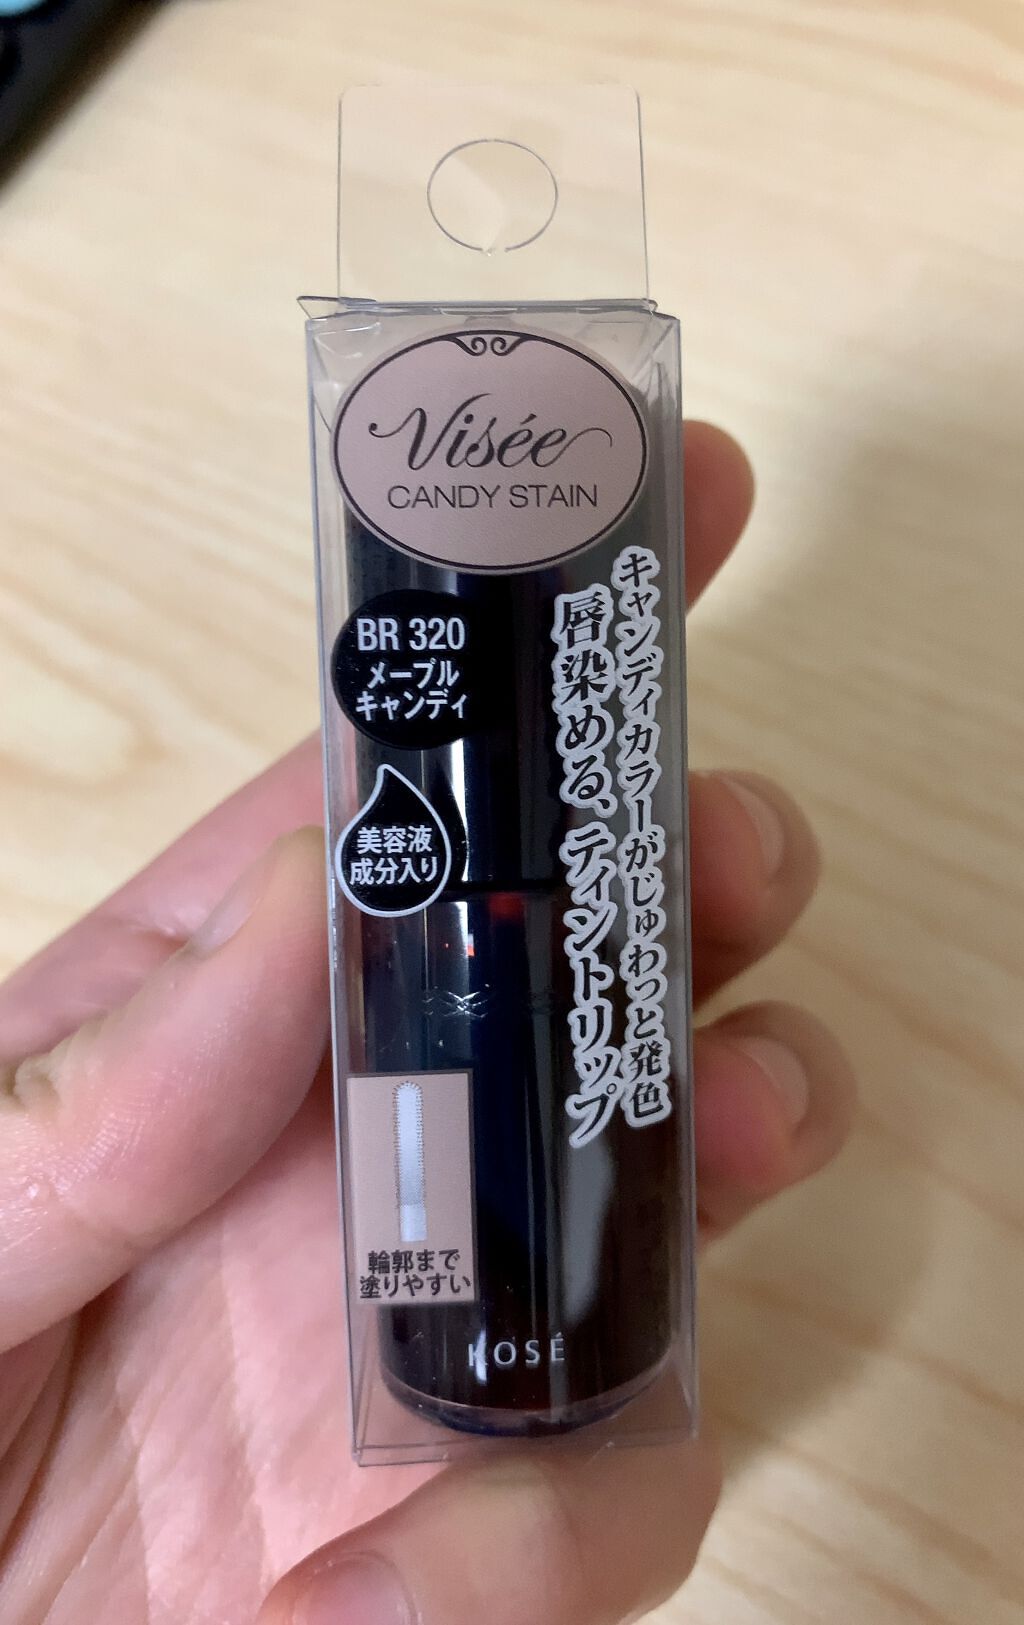 Visée
CANDY STAIN
BR 320
メープル
キャンディ
美容液
成分入り
キャンディカラーがじゅわっと発色
唇染める、ティントリップ
輪郭まで
塗りやすい
KOSÉ